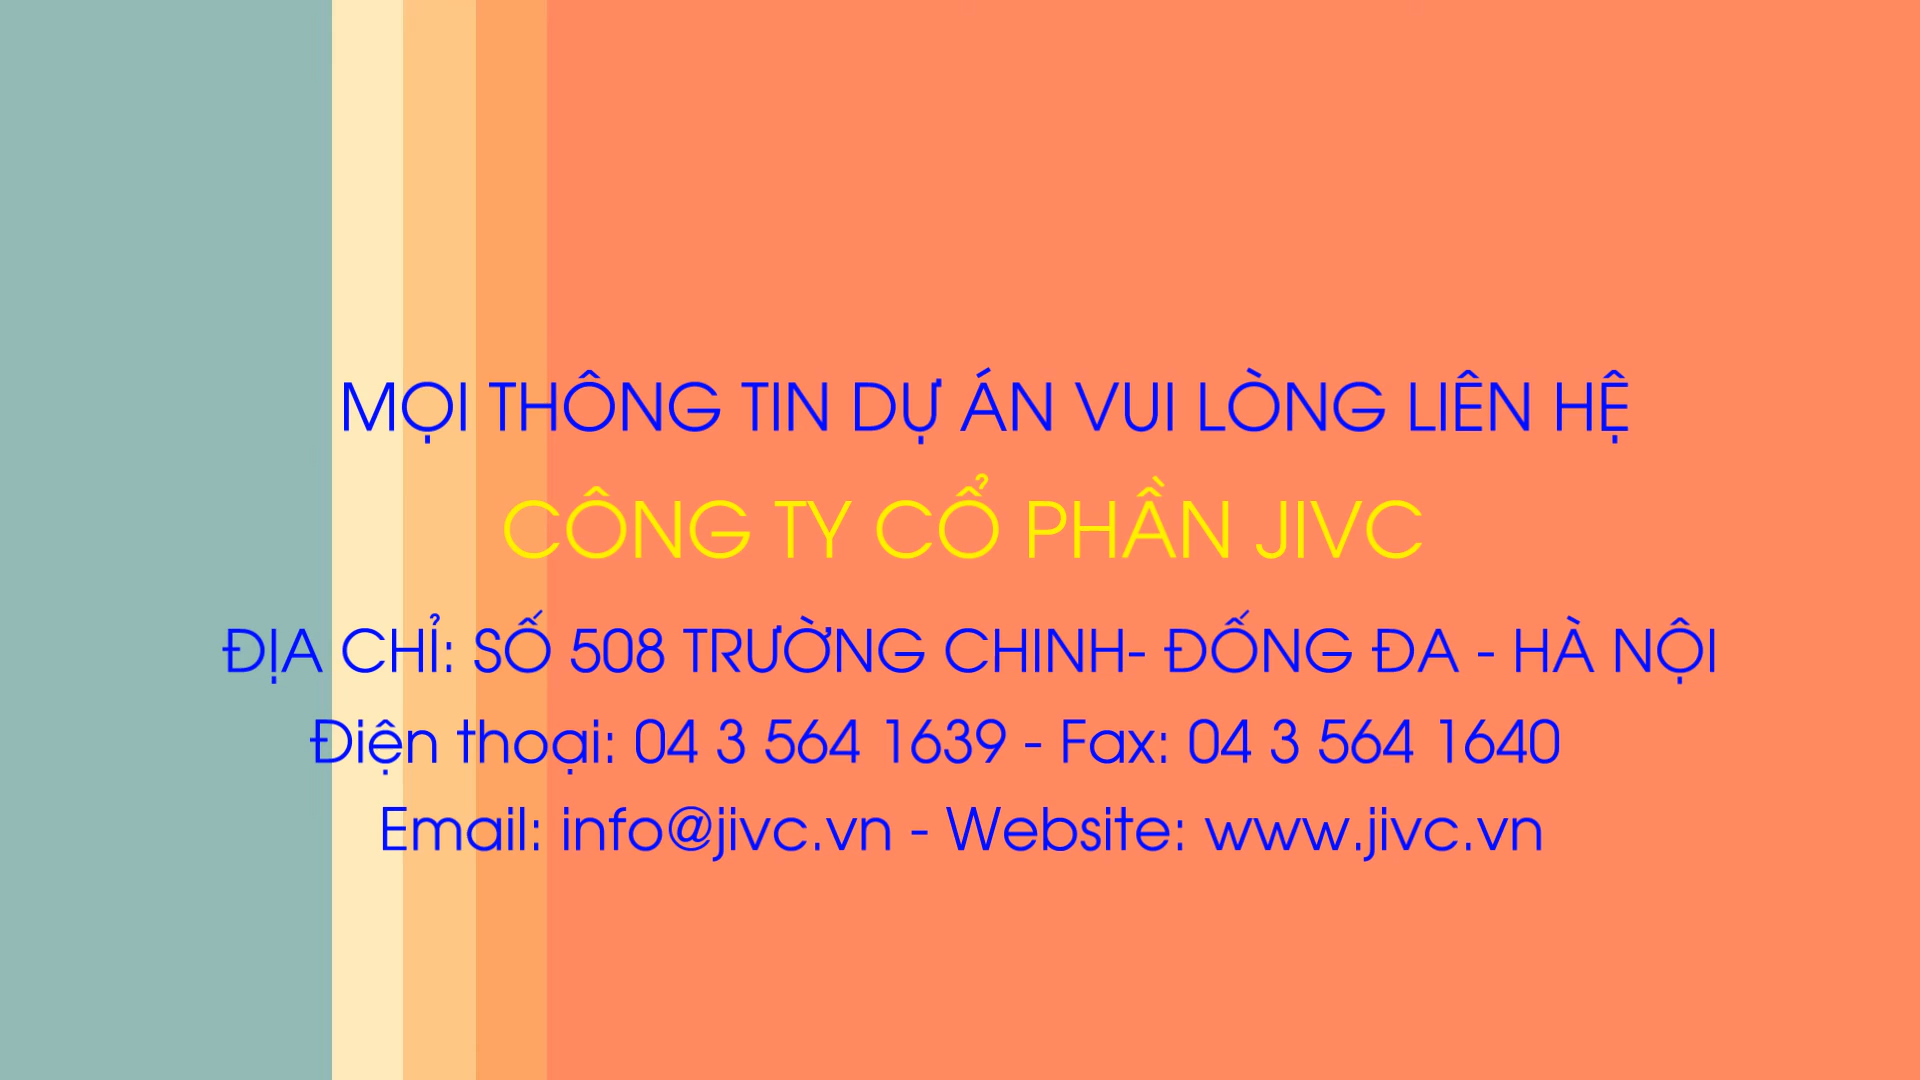 MỌI THÔNG TIN DỰ ÁN VUI LÒNG LIÊN HỆ
CÔNG TY CỔ PHẦN JIVC
ĐỊA CHỈ: SỐ 508 TRƯỜNG CHINH- ĐỐNG ĐA - HÀ NỘI
Điện thoại: 04 3 564 1639 - Fax: 04 3 564 1640
Email: info@jivc.vn - Website: www.jivc.vn